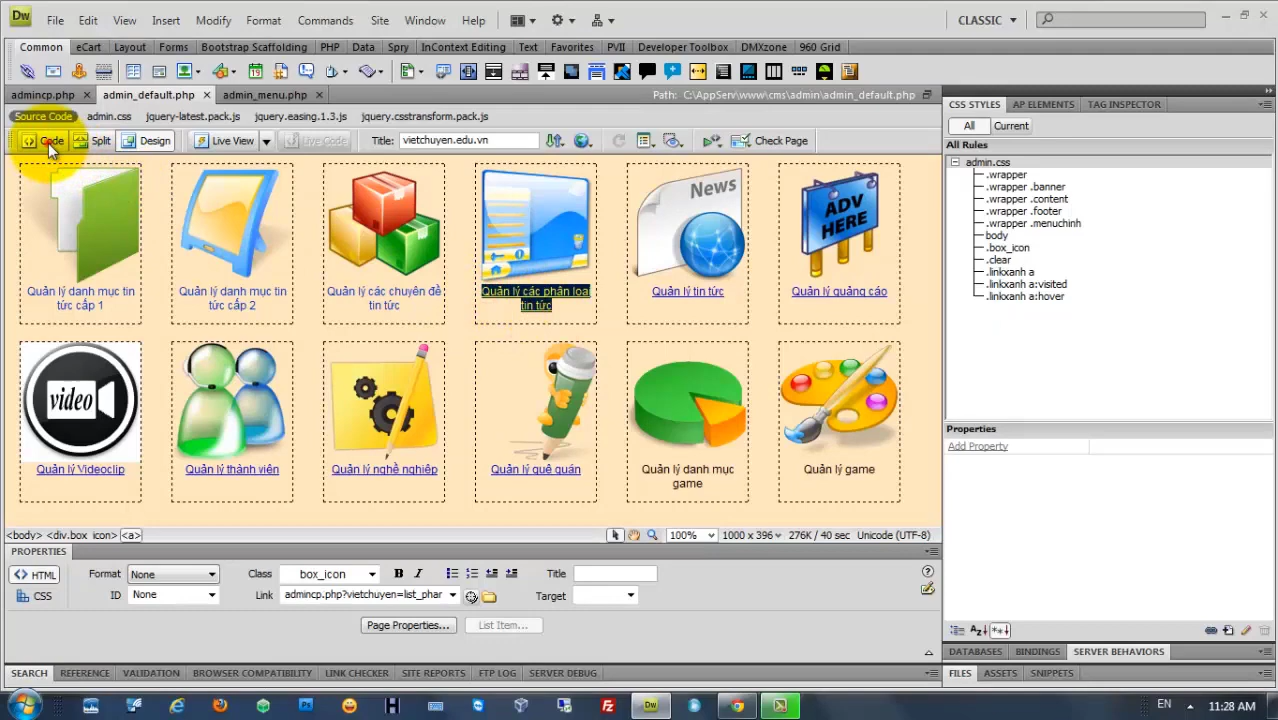 Dw File Edit View Insert Modify Format Commands Site Window Help CLASSIC
Common eCart Layout Forms Bootstrap Scaffolding PHP Data Spry InContext Editing Text Favorites PVII Developer Toolbox DMXzone 960 Grid
admincp.php × admin_default.php × admin_menu.php × Path: C:\AppServ\www\cms\admin\admin_default.php
Source Code admin.css jquery-latest.pack.js jquery.easing.1.3.js jquery.csstransform.pack.js
Code Split Design Live View Live Code Title: vietchuyen.edu.vn Check Page
CSS STYLES AP ELEMENTS TAG INSPECTOR
All Current
All Rules
admin.css
.wrapper
.wrapper .banner
.wrapper .content
.wrapper .footer
.wrapper .menuchinh
body
.box_icon
.clear
.linkxanh a
.linkxanh a:visited
.linkxanh a:hover
News
ADV
HERE
Quản lý danh mục tin
tức cấp 1
Quản lý danh mục tin
tức cấp 2
Quản lý các chuyên đề
tin tức
Quản lý các phân loại
tin tức
Quản lý tin tức
Quản lý quảng cáo
video
Quản lý Videoclip
Quản lý thành viên
Quản lý nghề nghiệp
Quản lý quê quán
Quản lý danh mục
game
Quản lý game
Properties
Add Property
<body> <div.box_icon> <a> 100% 1000 x 396 276K / 40 sec Unicode (UTF-8)
PROPERTIES
HTML Format None Class box_icon B I Title
CSS ID None Link admincp.php?vietchuyen=list_phar Target
Page Properties... List Item...
DATABASES BINDINGS SERVER BEHAVIORS
SEARCH REFERENCE VALIDATION BROWSER COMPATIBILITY LINK CHECKER SITE REPORTS FTP LOG SERVER DEBUG
FILES ASSETS SNIPPETS
EN 11:28 AM